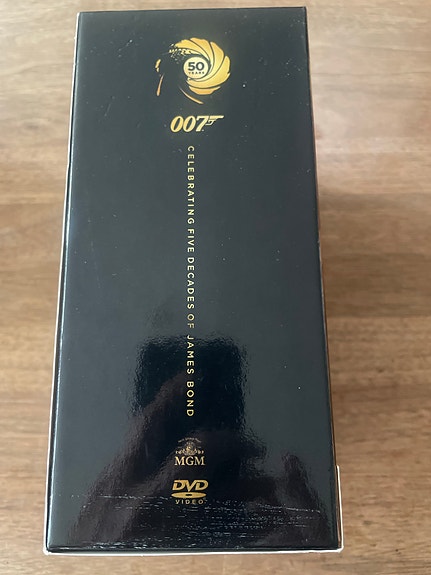 50
YEARS
007
CELEBRATING FIVE DECADES OF JAMES BOND
MGM
DVD
VIDEO